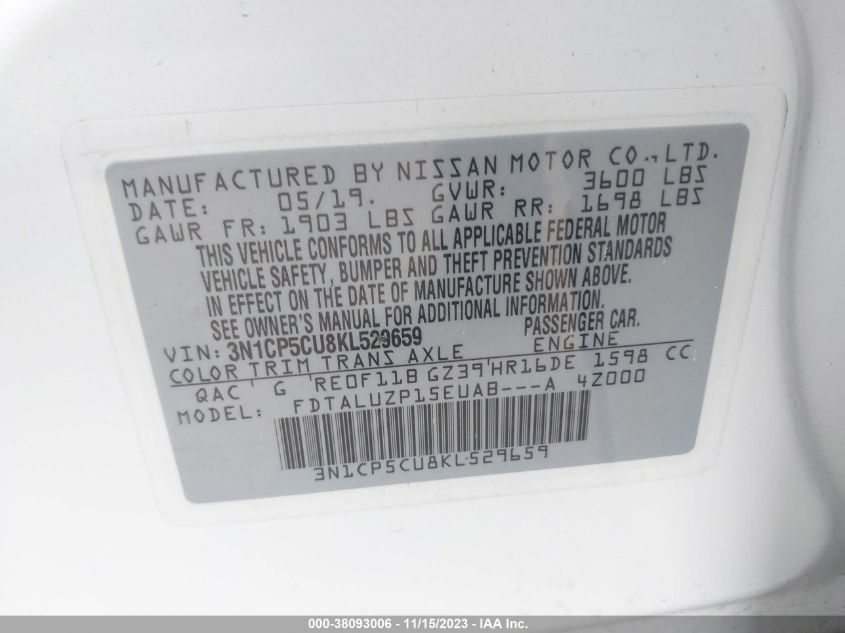 MANUFACTURED BY NISSAN MOTOR CO.,LTD.
DATE: 05/19. GVWR: 3600 LBS
GAWR FR: 1903 LBS GAWR RR: 1698 LBS
THIS VEHICLE CONFORMS TO ALL APPLICABLE FEDERAL MOTOR
VEHICLE SAFETY, BUMPER AND THEFT PREVENTION STANDARDS
IN EFFECT ON THE DATE OF MANUFACTURE SHOWN ABOVE.
SEE OWNER'S MANUAL FOR ADDITIONAL INFORMATION.
VIN: 3N1CP5CU8KL529659 PASSENGER CAR.
COLOR TRIM TRANS AXLE ENGINE
QAC G RE0F11B GZ39 HR16DE 1598 CC
MODEL: FDTALUZP15EUAB---A 4Z000
3N1CP5CU8KL529659
000-38093006 - 11/15/2023 - IAA Inc.